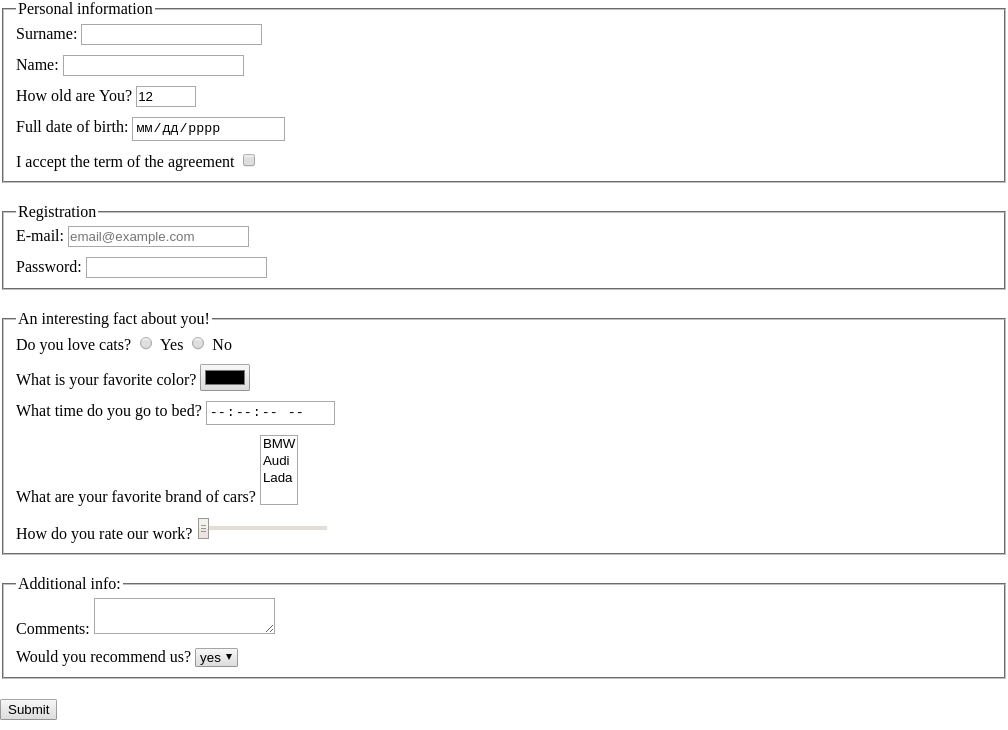 Personal information
Surname:
Name:
How old are You? 12
Full date of birth: мм/дд/рррр
I accept the term of the agreement
Registration
E-mail: email@example.com
Password:
An interesting fact about you!
Do you love cats? Yes No
What is your favorite color?
What time do you go to bed? --:--:-- --
BMW
Audi
Lada
What are your favorite brand of cars?
How do you rate our work?
Additional info:
Comments:
Would you recommend us? yes
Submit